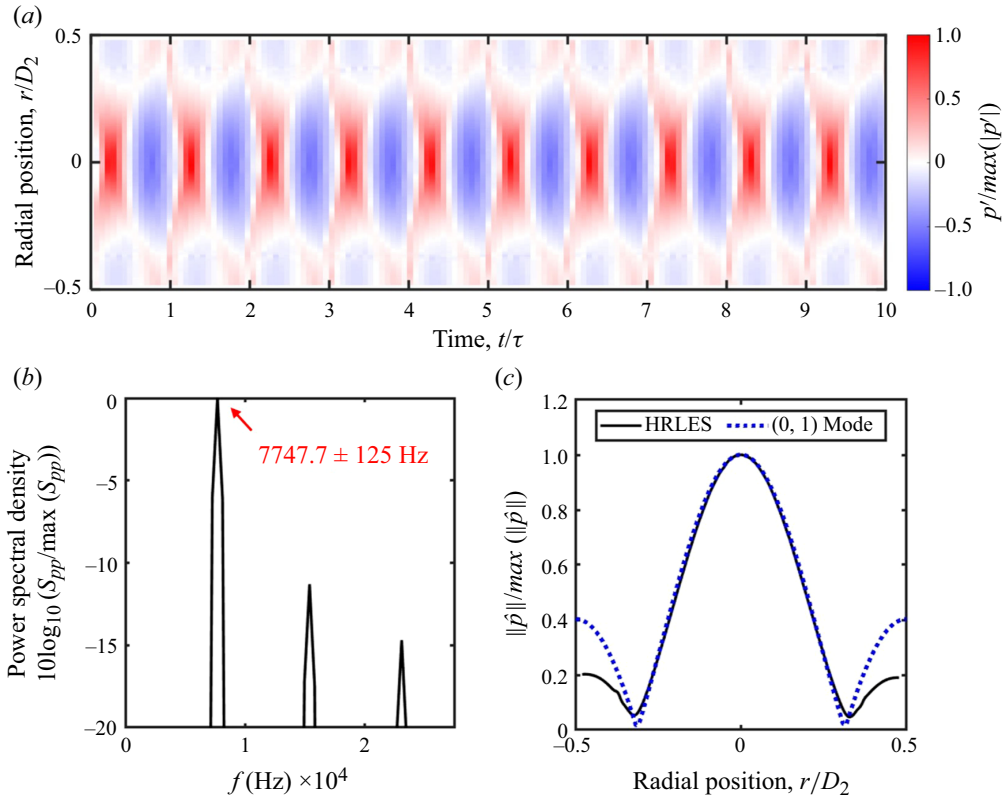 (a)
0.5
0
–0.5
Radial position, r/D₂
0 1 2 3 4 5 6 7 8 9 10
Time, t/τ
1.0
0.5
0
–0.5
–1.0
p′/max(|p′|)
(b)
0
–5
–10
–15
–20
Power spectral density
10log₁₀ (Sₚₚ/max (Sₚₚ))
7747.7 ± 125 Hz
0 1 2
f (Hz) ×10⁴
(c)
1.2
1.0
0.8
0.6
0.4
0.2
0
||p̂||/max (||p̂||)
HRLES (0, 1) Mode
–0.5 0 0.5
Radial position, r/D₂